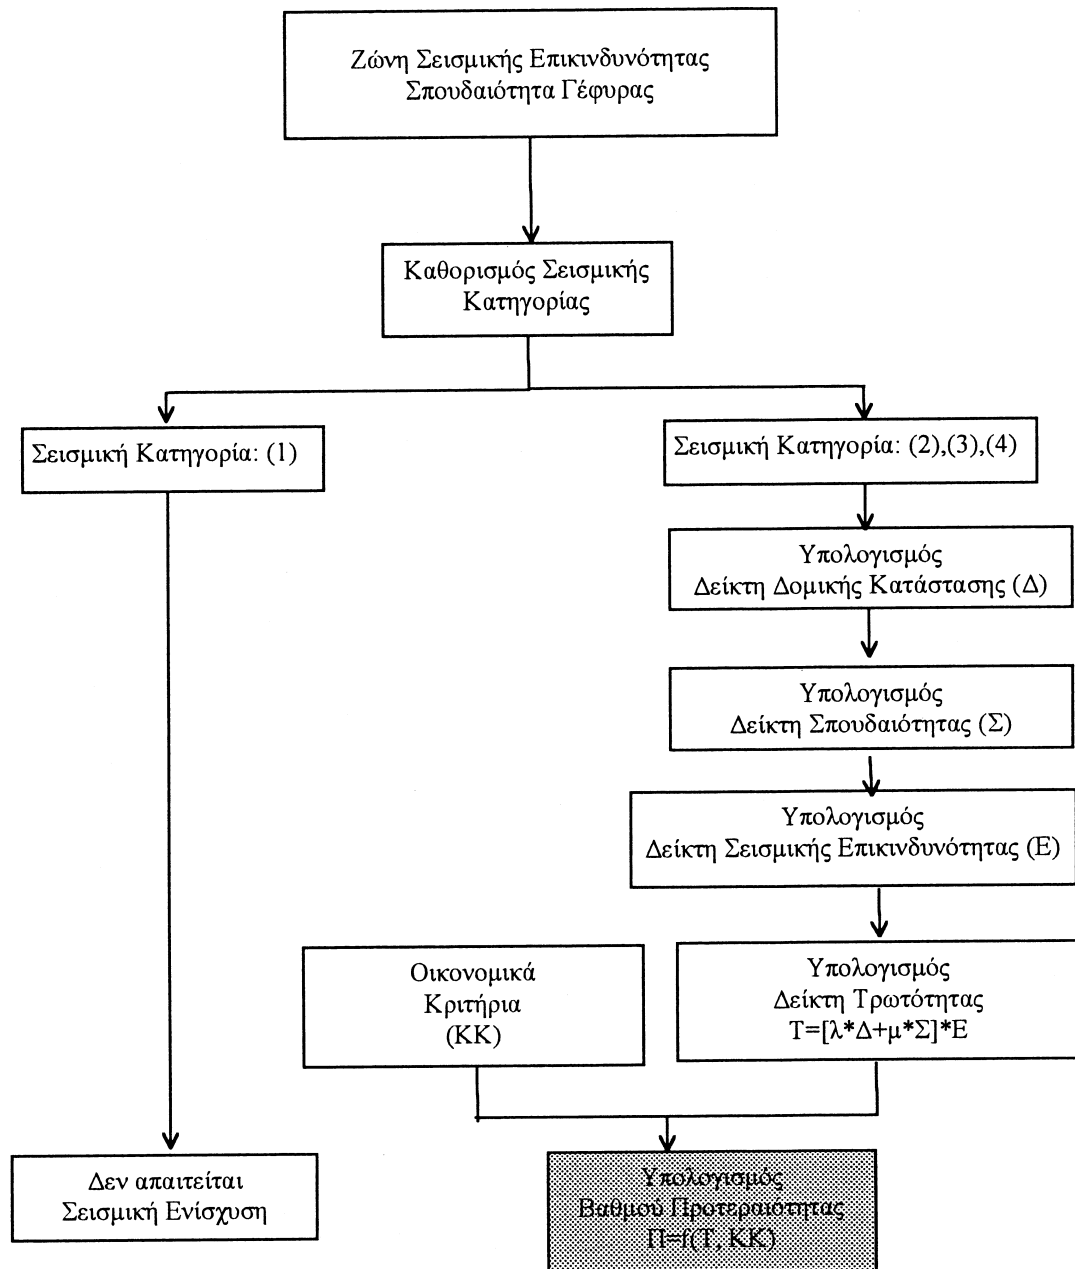 Ζώνη Σεισμικής Επικινδυνότητας
Σπουδαιότητα Γέφυρας
Καθορισμός Σεισμικής
Κατηγορίας
Σεισμική Κατηγορία: (1)
Σεισμική Κατηγορία: (2),(3),(4)
Υπολογισμός
Δείκτη Δομικής Κατάστασης (Δ)
Υπολογισμός
Δείκτη Σπουδαιότητας (Σ)
Υπολογισμός
Δείκτη Σεισμικής Επικινδυνότητας (Ε)
Οικονομικά
Κριτήρια
(ΚΚ)
Υπολογισμός
Δείκτη Τρωτότητας
Τ=[λ*Δ+μ*Σ]*Ε
Δεν απαιτείται
Σεισμική Ενίσχυση
Υπολογισμός
Βαθμού Προτεραιότητας
Π=f(Τ, ΚΚ)